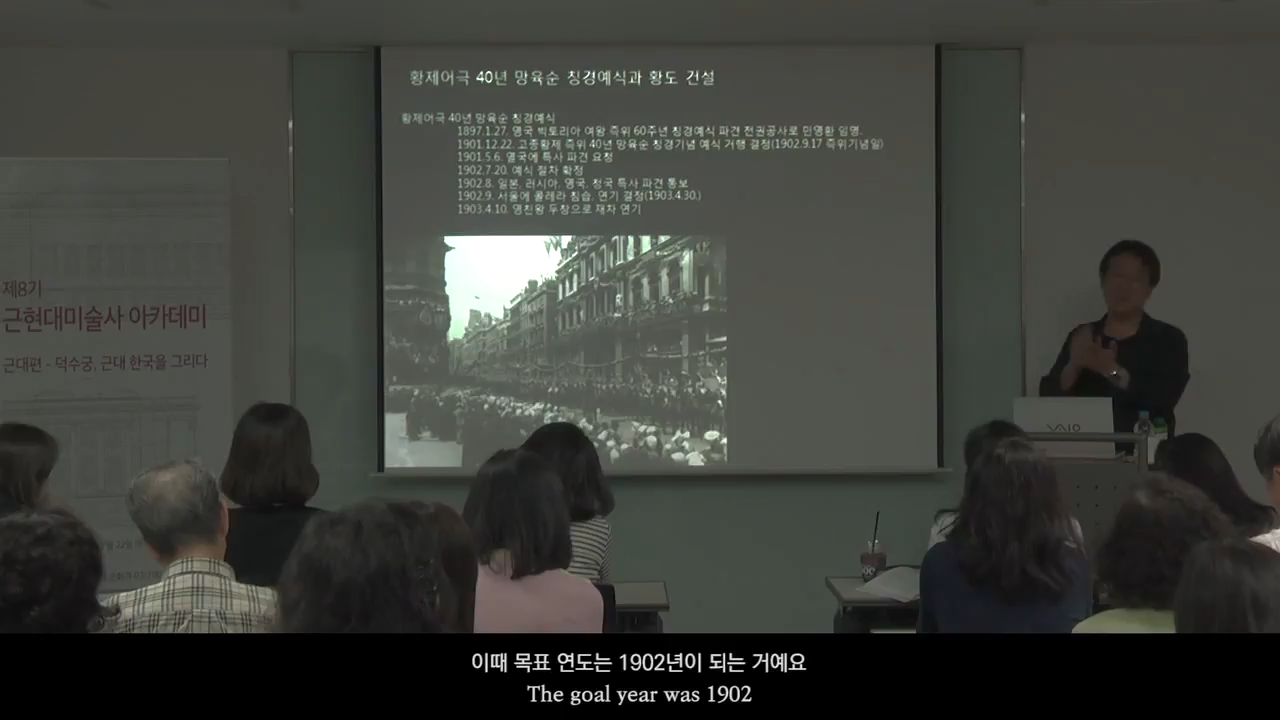 황제어극 40년 망육순 칭경예식과 황도 건설
황제어극 40년 망육순 칭경예식
1897.1.27. 영국 빅토리아 여왕 즉위 60주년 칭경예식 파견 전권공사로 민영환 임명.
1901.12.22. 고종황제 즉위 40년 망육순 칭경기념 예식 거행 결정(1902.9.17 즉위기념일)
1901.5.6. 열국에 특사 파견 요청
1902.7.20. 예식 절차 확정
1902.8. 일본, 러시아, 영국, 청국 특사 파견 통보
1902.9. 서울에 콜레라 침습, 연기 결정(1903.4.30.)
1903.4.10. 영친왕 두창으로 재차 연기
제8기
근현대미술사 아카데미
근대편 - 덕수궁, 근대 한국을 그리다
VAIO
이때 목표 연도는 1902년이 되는 거예요
The goal year was 1902